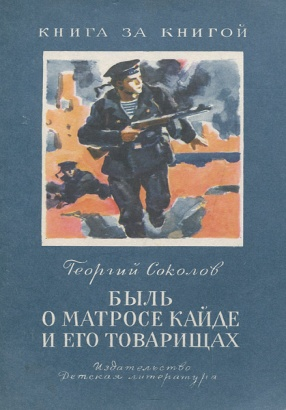 КНИГА ЗА КНИГОЙ
Георгий Соколов
БЫЛЬ
О МАТРОСЕ КАЙДЕ
И ЕГО ТОВАРИЩАХ
Издательство
Детская литература